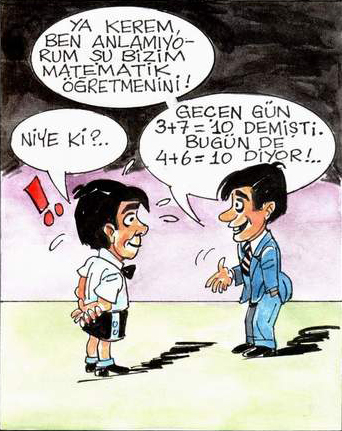 YA KEREM,
BEN ANLAMIYO-
RUM ŞU BİZİM
MATEMATİK
ÖĞRETMENİNİ!
NİYE Kİ?..
GEÇEN GÜN
3+7=10 DEMİŞTİ.
BUGÜN DE
4+6=10 DİYOR!..